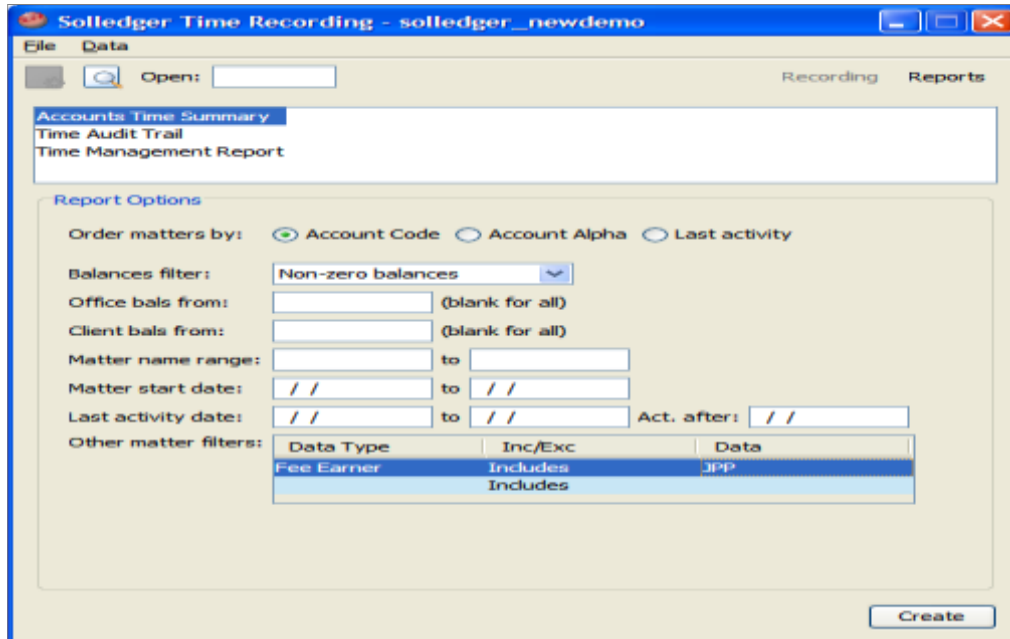 Solledger Time Recording - solledger_newdemo
File Data
Open: Recording Reports
Accounts Time Summary
Time Audit Trail
Time Management Report
Report Options
Order matters by: Account Code Account Alpha Last activity
Balances filter: Non-zero balances
Office bals from: (blank for all)
Client bals from: (blank for all)
Matter name range: to
Matter start date: / / to / /
Last activity date: / / to / / Act. after: / /
Other matter filters: Data Type Inc/Exc Data
Fee Earner Includes JPP
Includes
Create